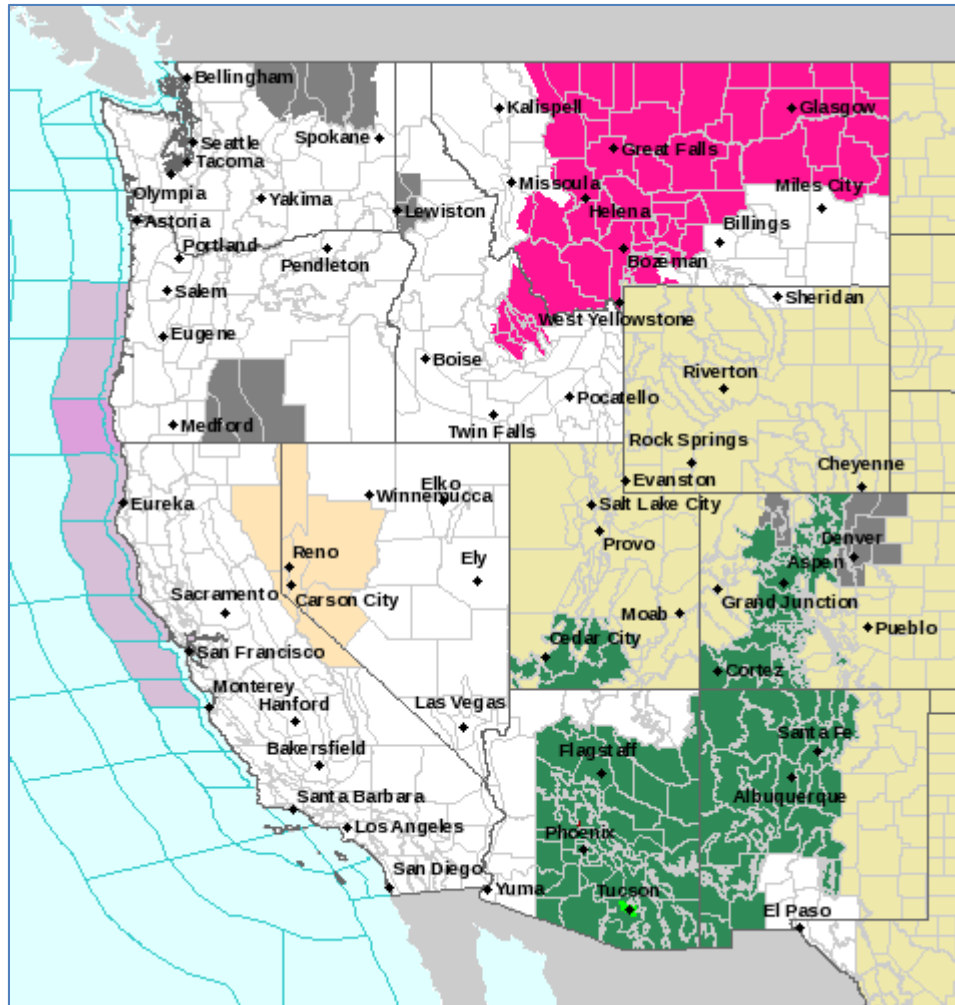 Bellingham
Kalispell
Glasgow
Seattle
Spokane
Great Falls
Tacoma
Olympia
Missoula
Miles City
Yakima
Lewiston
Helena
Astoria
Billings
Portland
Pendleton
Bozeman
Salem
Sheridan
West Yellowstone
Eugene
Boise
Riverton
Pocatello
Medford
Twin Falls
Rock Springs
Cheyenne
Elko
Evanston
Eureka
Winnemucca
Salt Lake City
Provo
Denver
Reno
Ely
Aspen
Sacramento
Carson City
Grand Junction
Moab
Pueblo
Cedar City
San Francisco
Cortez
Monterey
Hanford
Las Vegas
Santa Fe
Bakersfield
Flagstaff
Albuquerque
Santa Barbara
Los Angeles
Phoenix
San Diego
Yuma
Tucson
El Paso